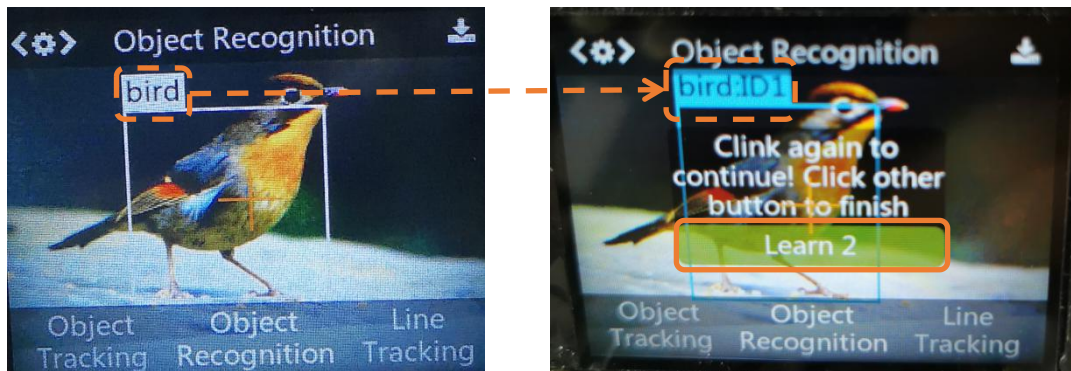 Object Recognition
bird
Object
Tracking
Object
Recognition
Line
Tracking
Object Recognition
bird:ID1
Clink again to
continue! Click other
button to finish
Learn 2
Object
Tracking
Object
Recognition
Line
Tracking